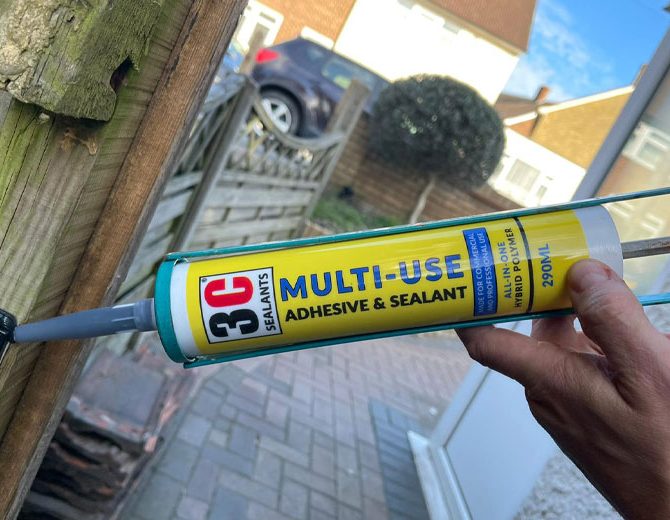 3C
SEALANTS
MULTI-USE
ADHESIVE & SEALANT
MADE FOR COMMERCIAL
AND PROFESSIONAL USE
ALL-IN-ONE
HYBRID POLYMER
290ML